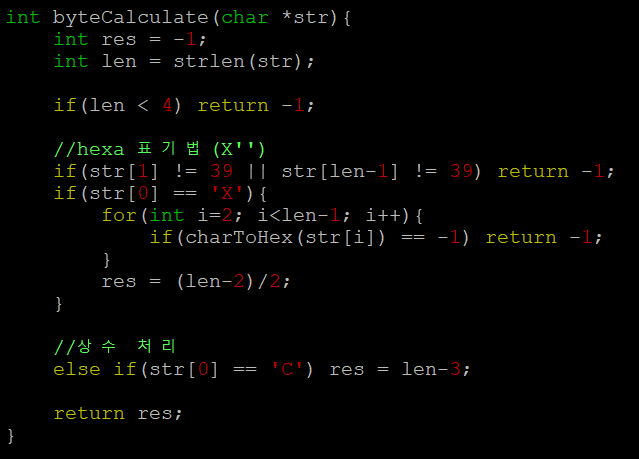 int byteCalculate(char *str){
    int res = -1;
    int len = strlen(str);

    if(len < 4) return -1;

    //hexa 표기법 (X'')
    if(str[1] != 39 || str[len-1] != 39) return -1;
    if(str[0] == 'X'){
        for(int i=2; i<len-1; i++){
            if(charToHex(str[i]) == -1) return -1;
        }
        res = (len-2)/2;
    }

    //상수 처리
    else if(str[0] == 'C') res = len-3;

    return res;
}